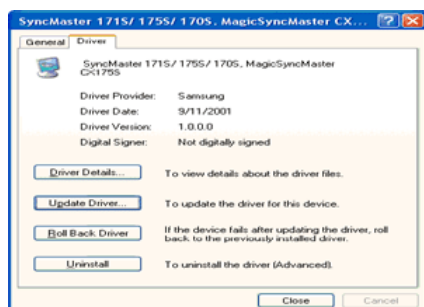 SyncMaster 171S/ 175S/ 170S, MagicSyncMaster CX...
General Driver
SyncMaster 171S/ 175S/ 170S, MagicSyncMaster
CX175S
Driver Provider: Samsung
Driver Date: 9/11/2001
Driver Version: 1.0.0.0
Digital Signer: Not digitally signed
Driver Details... To view details about the driver files.
Update Driver... To update the driver for this device.
Roll Back Driver If the device fails after updating the driver, roll
back to the previously installed driver.
Uninstall To uninstall the driver (Advanced).
Close Cancel